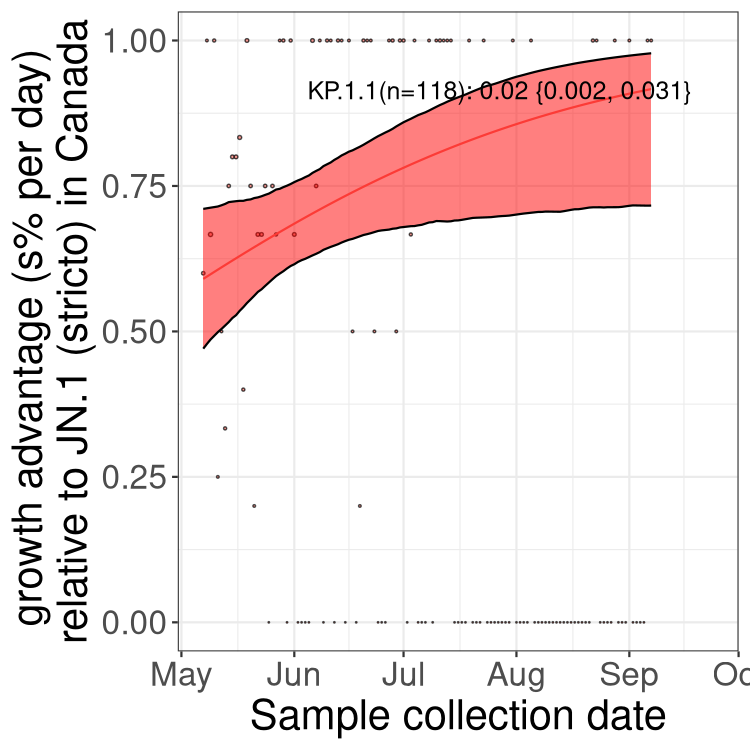 growth advantage (s% per day)
relative to JN.1 (stricto) in Canada
1.00
0.75
0.50
0.25
0.00
KP.1.1(n=118): 0.02 {0.002, 0.031}
May Jun Jul Aug Sep Oc
Sample collection date